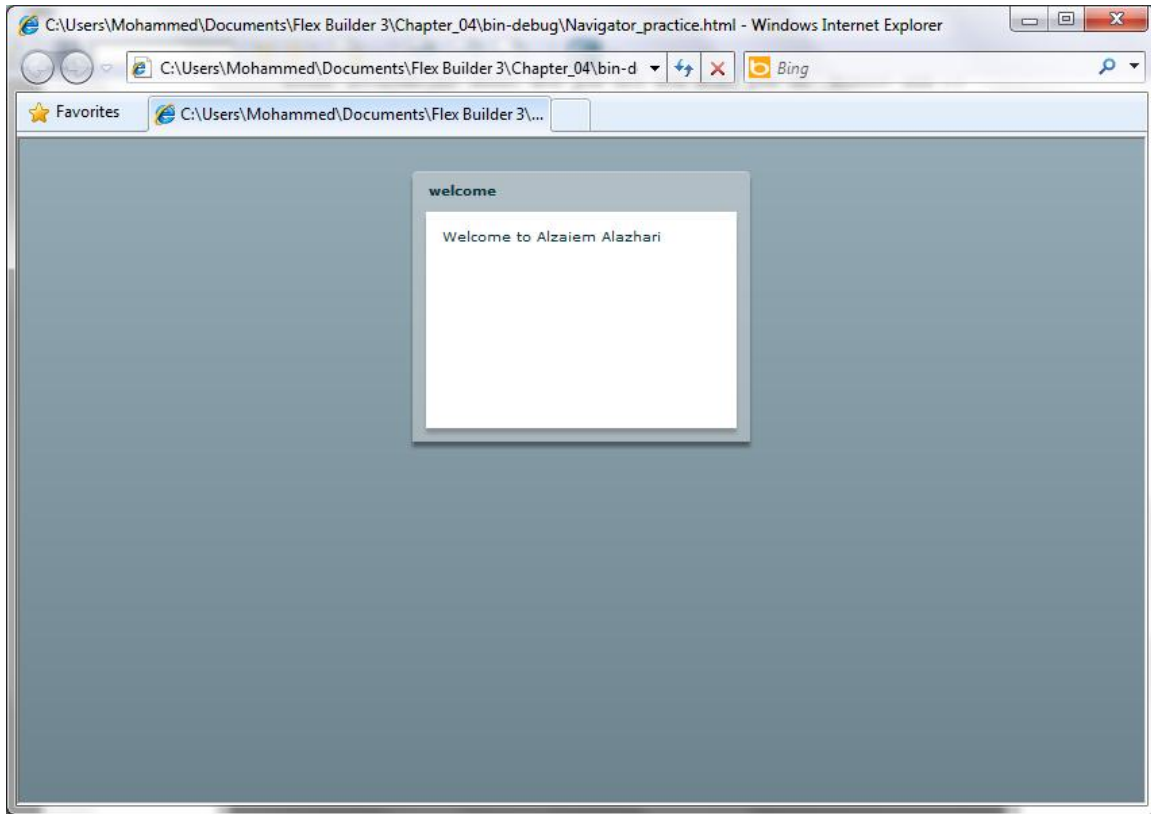 C:\Users\Mohammed\Documents\Flex Builder 3\Chapter_04\bin-debug\Navigator_practice.html - Windows Internet Explorer
C:\Users\Mohammed\Documents\Flex Builder 3\Chapter_04\bin-d
Bing
Favorites
C:\Users\Mohammed\Documents\Flex Builder 3\...
welcome
Welcome to Alzaiem Alazhari